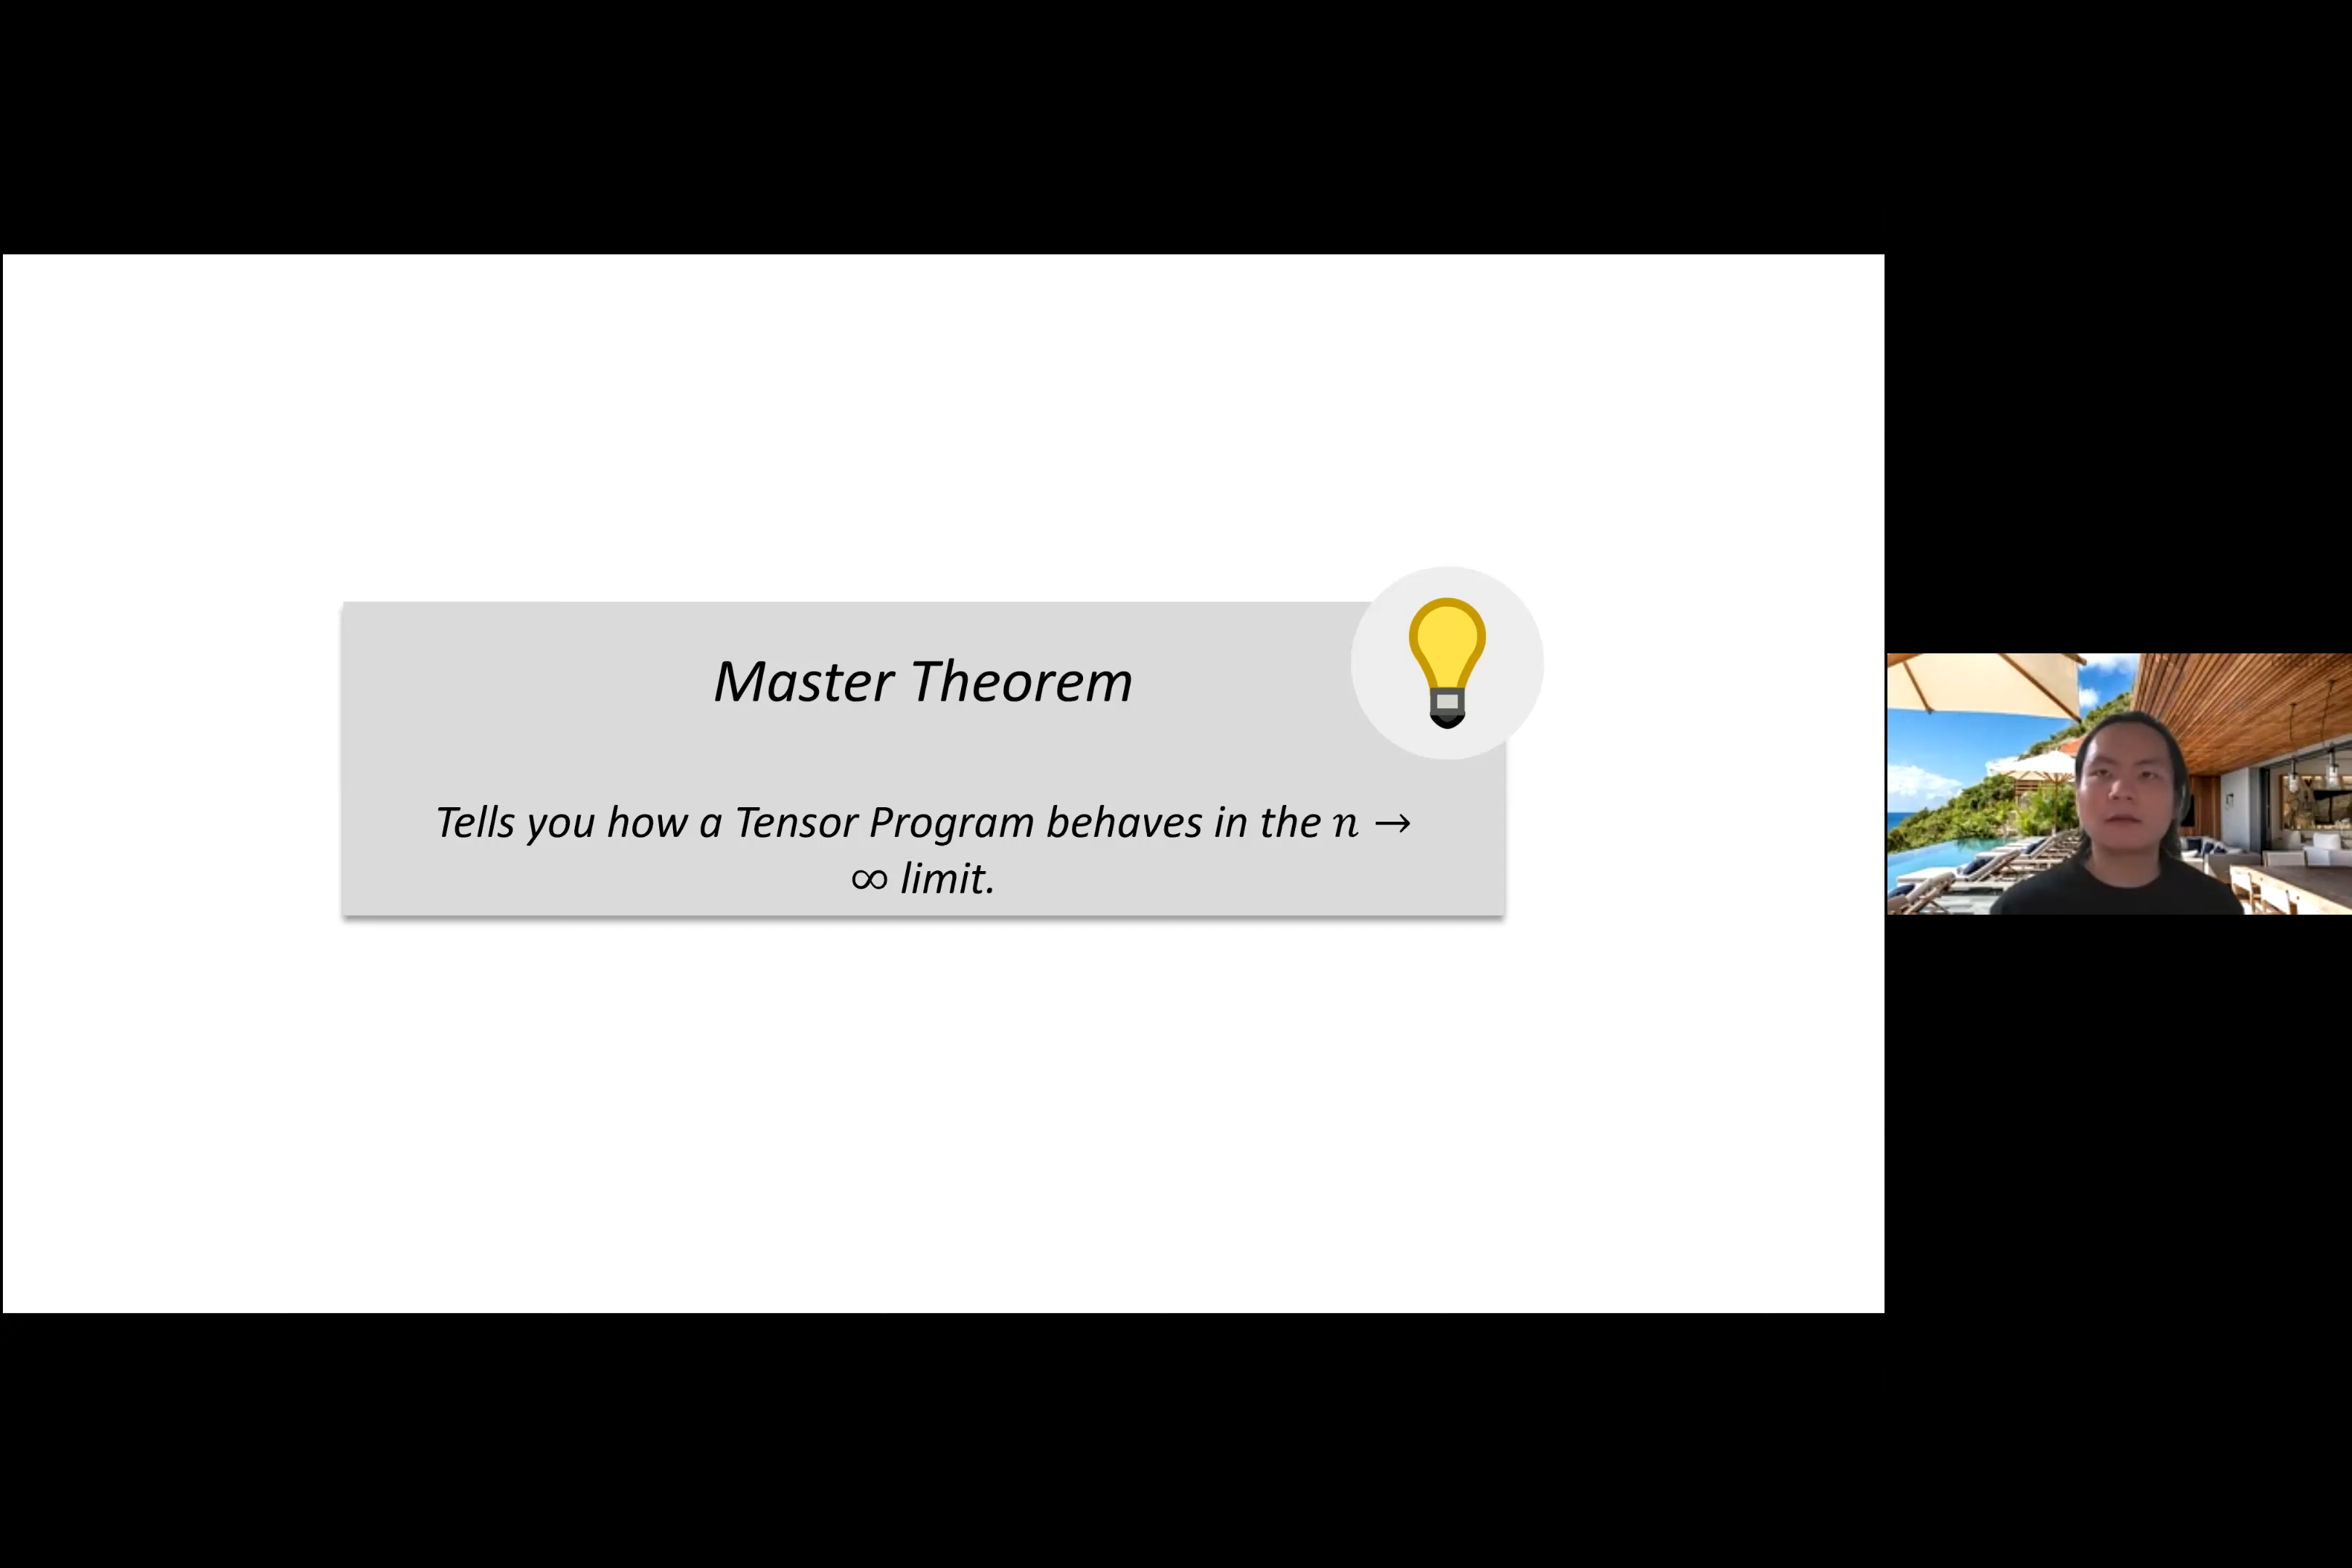 Master Theorem
Tells you how a Tensor Program behaves in the n →
∞ limit.